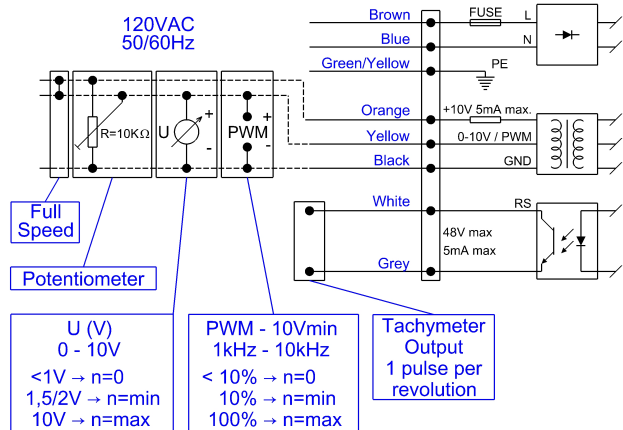 120VAC
50/60Hz
Brown
FUSE
L
Blue
N
Green/Yellow
PE
Orange
+10V 5mA max.
R=10KΩ
U
+
-
PWM
+
-
Yellow
0-10V / PWM
Black
GND
White
RS
48V max
5mA max
Grey
Full
Speed
Potentiometer
U (V)
0 - 10V
<1V → n=0
1,5/2V → n=min
10V → n=max
PWM - 10Vmin
1kHz - 10kHz
< 10% → n=0
10% → n=min
100% → n=max
Tachymeter
Output
1 pulse per
revolution